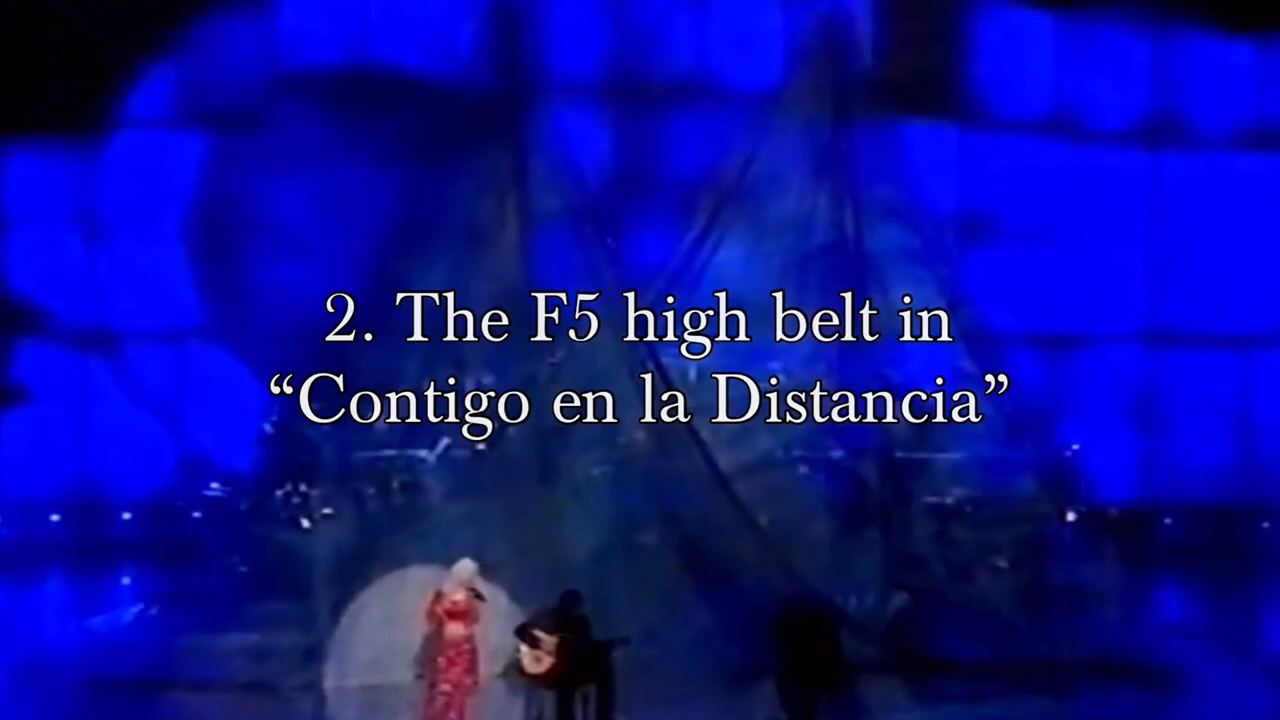 2. The F5 high belt in
“Contigo en la Distancia”